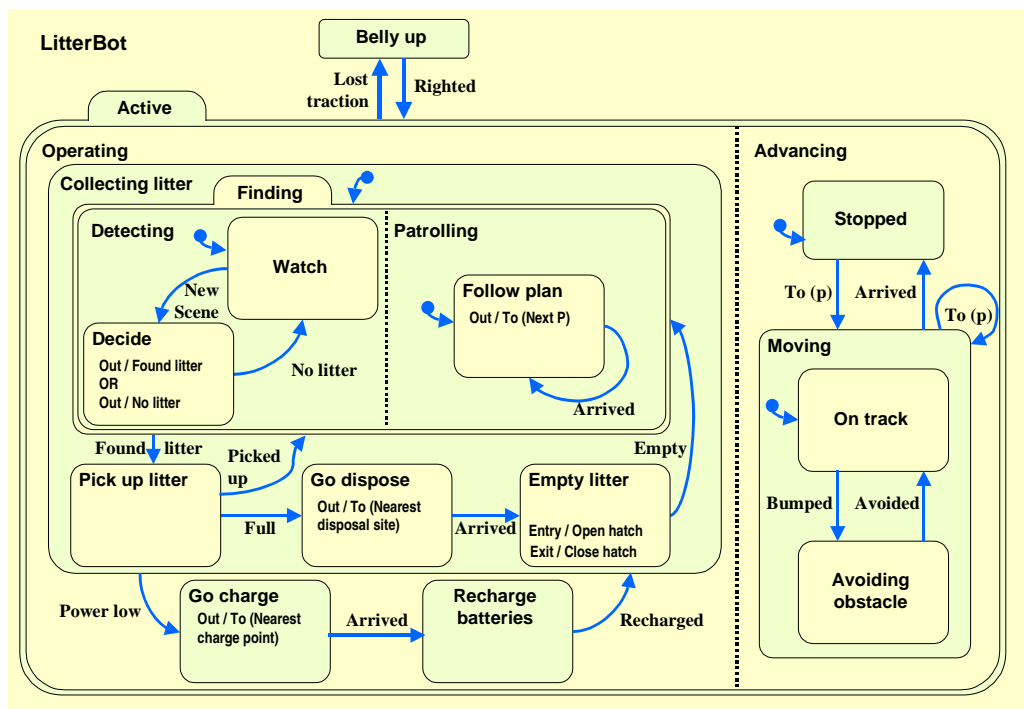 LitterBot
Belly up
Lost
traction
Righted
Active
Operating
Collecting litter
Finding
Detecting
Watch
New
Scene
Decide
Out / Found litter
OR
Out / No litter
No litter
Patrolling
Follow plan
Out / To (Next P)
Arrived
Found litter
Picked
up
Empty
Pick up litter
Full
Go dispose
Out / To (Nearest
disposal site)
Arrived
Empty litter
Entry / Open hatch
Exit / Close hatch
Power low
Go charge
Out / To (Nearest
charge point)
Arrived
Recharge
batteries
Recharged
Advancing
Stopped
To (p)
Arrived
To (p)
Moving
On track
Bumped
Avoided
Avoiding
obstacle